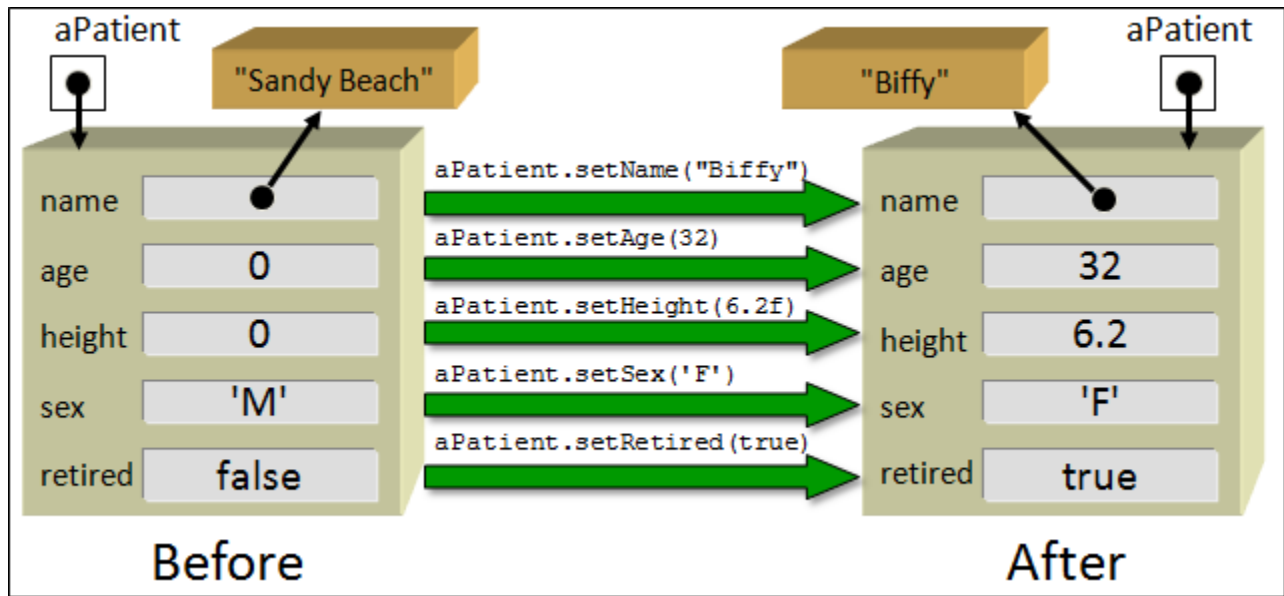 aPatient
"Sandy Beach"
name
age
0
height
0
sex
'M'
retired
false
Before
aPatient.setName("Biffy")
aPatient.setAge(32)
aPatient.setHeight(6.2f)
aPatient.setSex('F')
aPatient.setRetired(true)
"Biffy"
aPatient
name
age
32
height
6.2
sex
'F'
retired
true
After